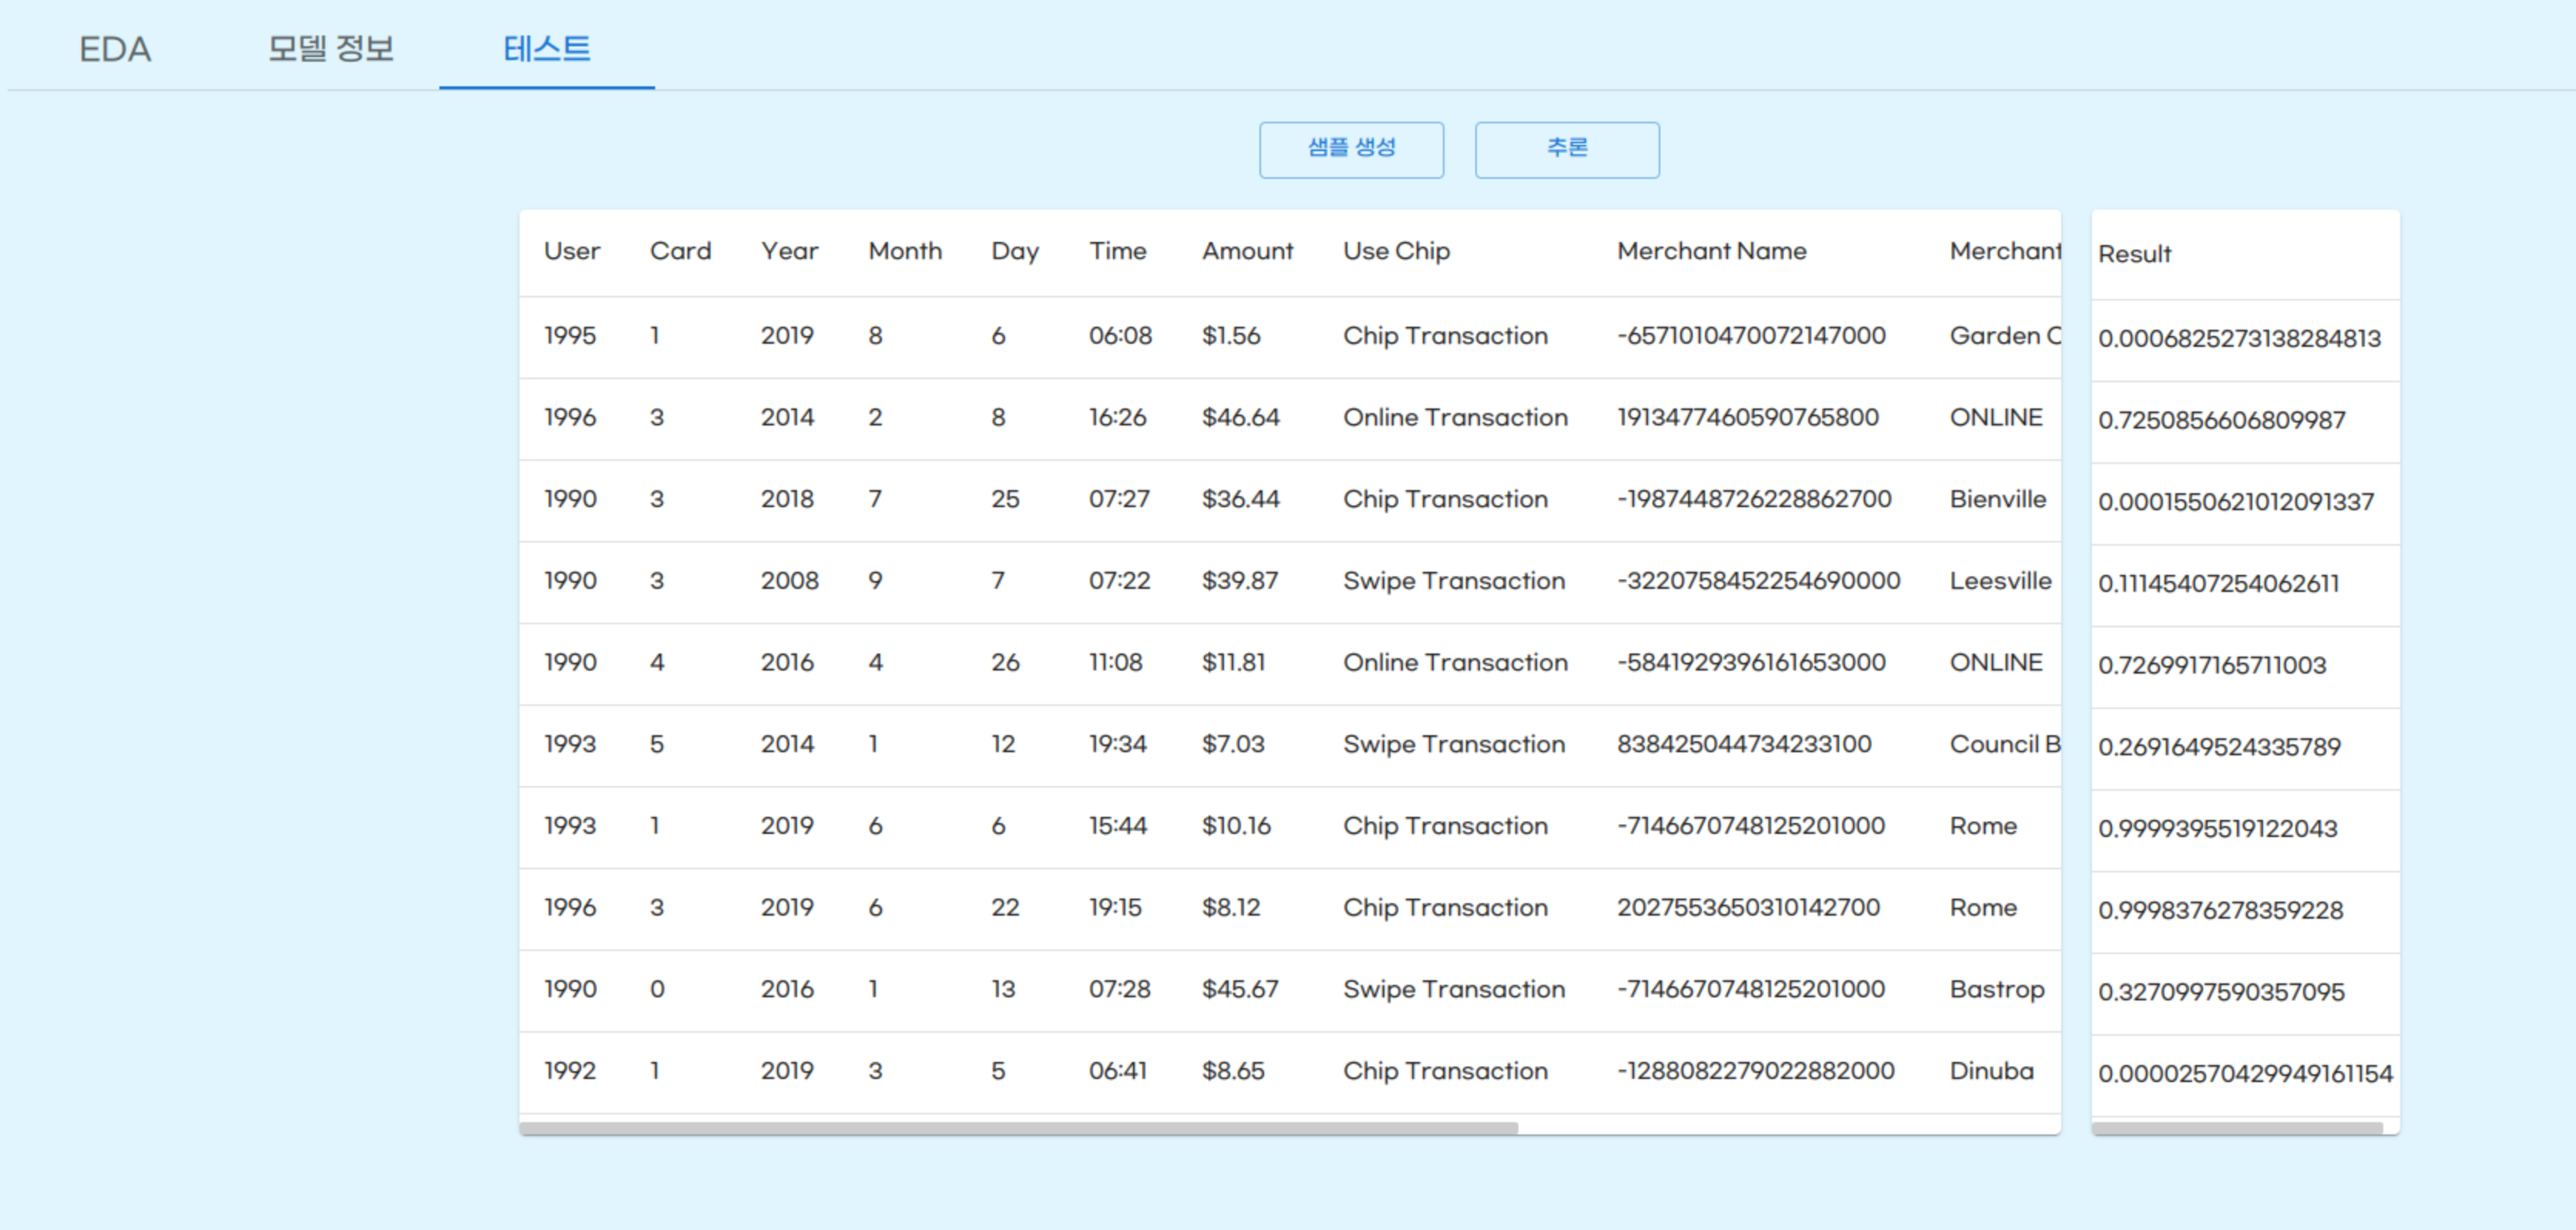 EDA 모델 정보 테스트
샘플 생성 추론
User Card Year Month Day Time Amount Use Chip Merchant Name Merchant Result
1995 1 2019 8 6 06:08 $1.56 Chip Transaction -6571010470072147000 Garden C 0.0006825273138284813
1996 3 2014 2 8 16:26 $46.64 Online Transaction 1913477460590765800 ONLINE 0.7250856606809987
1990 3 2018 7 25 07:27 $36.44 Chip Transaction -1987448726228862700 Bienville 0.0001550621012091337
1990 3 2008 9 7 07:22 $39.87 Swipe Transaction -3220758452254690000 Leesville 0.11145407254062611
1990 4 2016 4 26 11:08 $11.81 Online Transaction -5841929396161653000 ONLINE 0.7269917165711003
1993 5 2014 1 12 19:34 $7.03 Swipe Transaction 838425044734233100 Council B 0.2691649524335789
1993 1 2019 6 6 15:44 $10.16 Chip Transaction -7146670748125201000 Rome 0.9999395519122043
1996 3 2019 6 22 19:15 $8.12 Chip Transaction 2027553650310142700 Rome 0.9998376278359228
1990 0 2016 1 13 07:28 $45.67 Swipe Transaction -7146670748125201000 Bastrop 0.3270997590357095
1992 1 2019 3 5 06:41 $8.65 Chip Transaction -1288082279022882000 Dinuba 0.00002570429949161154